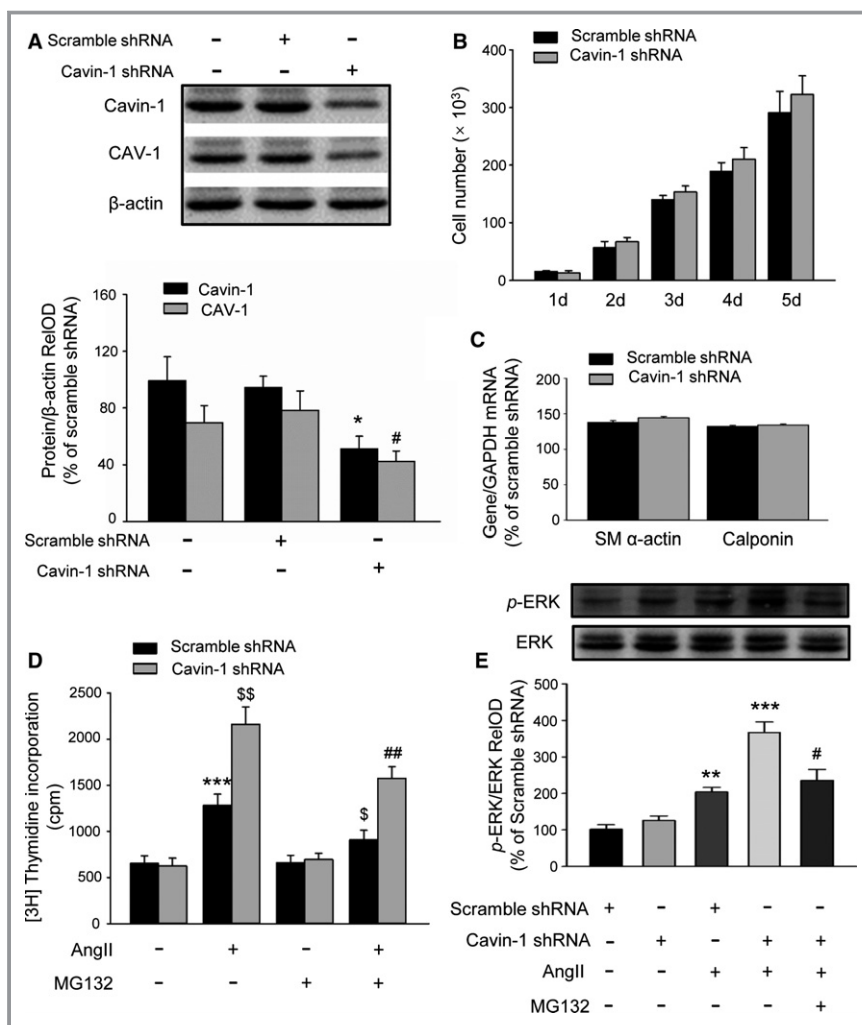 A
Scramble shRNA - + -
Cavin-1 shRNA - - +
Cavin-1
CAV-1
β-actin
Cavin-1
CAV-1
Protein/β-actin RelOD
(% of scramble shRNA)
160
120
80
40
0
*
#
Scramble shRNA - + -
Cavin-1 shRNA - - +
B
Scramble shRNA
Cavin-1 shRNA
Cell number (× 10³)
400
300
200
100
0
1d 2d 3d 4d 5d
C
Scramble shRNA
Cavin-1 shRNA
Gene/GAPDH mRNA
(% of scramble shRNA)
200
150
100
50
0
SM α-actin Calponin
D
Scramble shRNA
Cavin-1 shRNA
[3H] Thymidine incorporation
(cpm)
2500
2000
1500
1000
500
0
***
$$
$
##
AngII - + - +
MG132 - - + +
p-ERK
ERK
E
p-ERK/ERK RelOD
(% of Scramble shRNA)
500
400
300
200
100
0
**
***
#
Scramble shRNA + - + - -
Cavin-1 shRNA - + - + +
AngII - - + + +
MG132 - - - - +